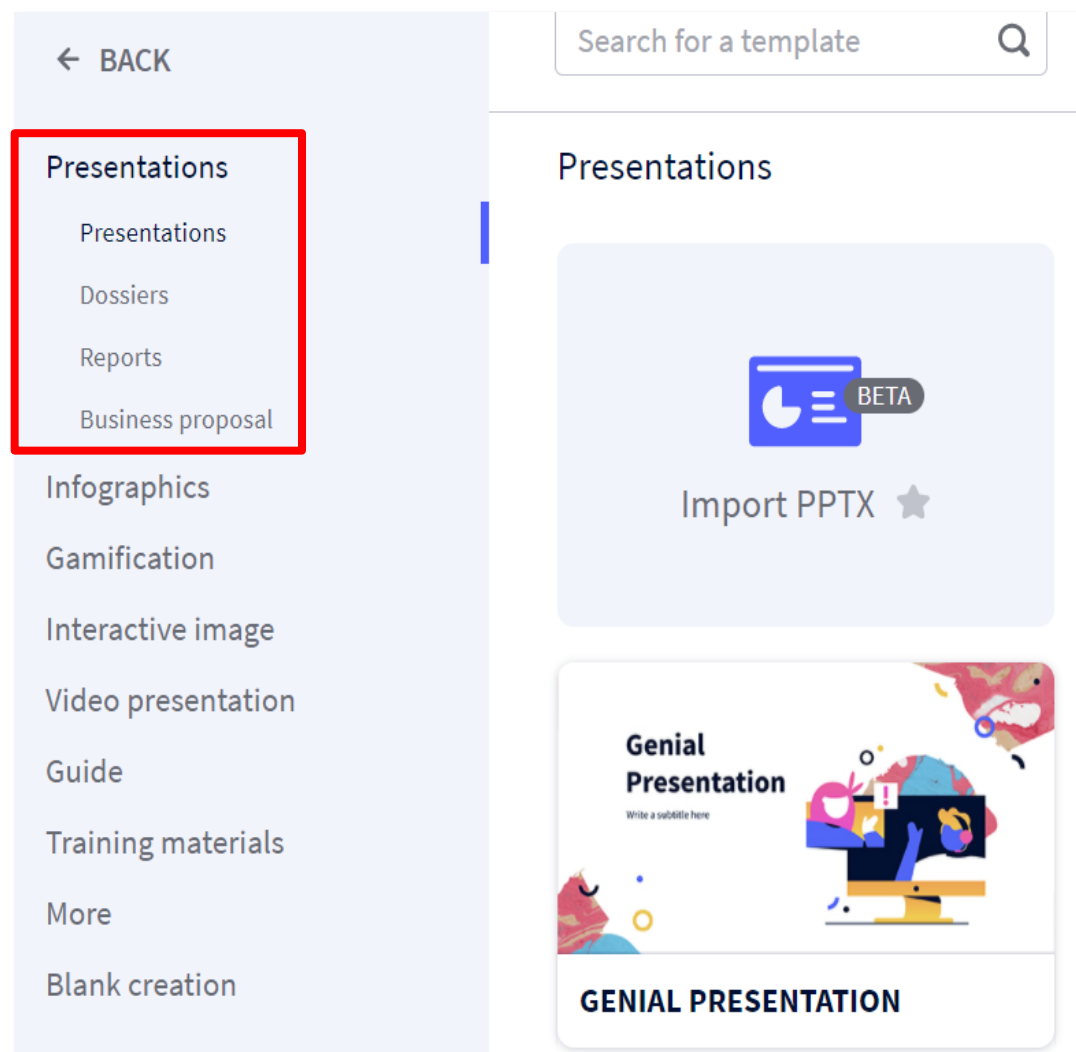 BACK
Presentations
Presentations
Dossiers
Reports
Business proposal
Infographics
Gamification
Interactive image
Video presentation
Guide
Training materials
More
Blank creation
Search for a template
Presentations
BETA
Import PPTX
Genial
Presentation
Write a subtitle here
!
GENIAL PRESENTATION